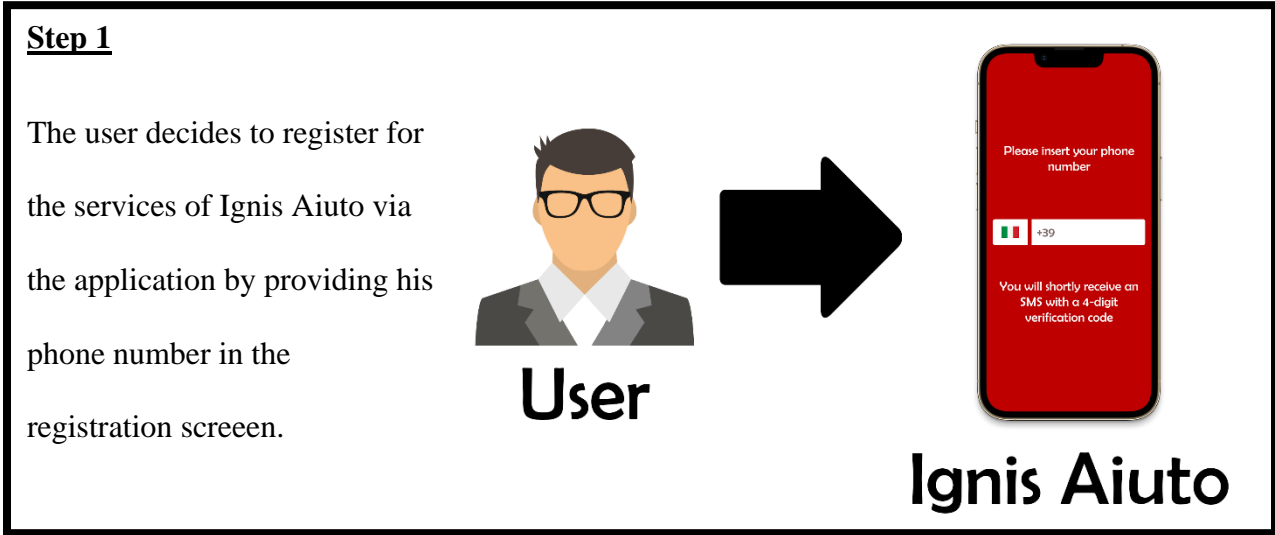 Step 1
The user decides to register for
the services of Ignis Aiuto via
the application by providing his
phone number in the
registration screeen.
User
Please insert your phone
number
+39
You will shortly receive an
SMS with a 4-digit
verification code
Ignis Aiuto